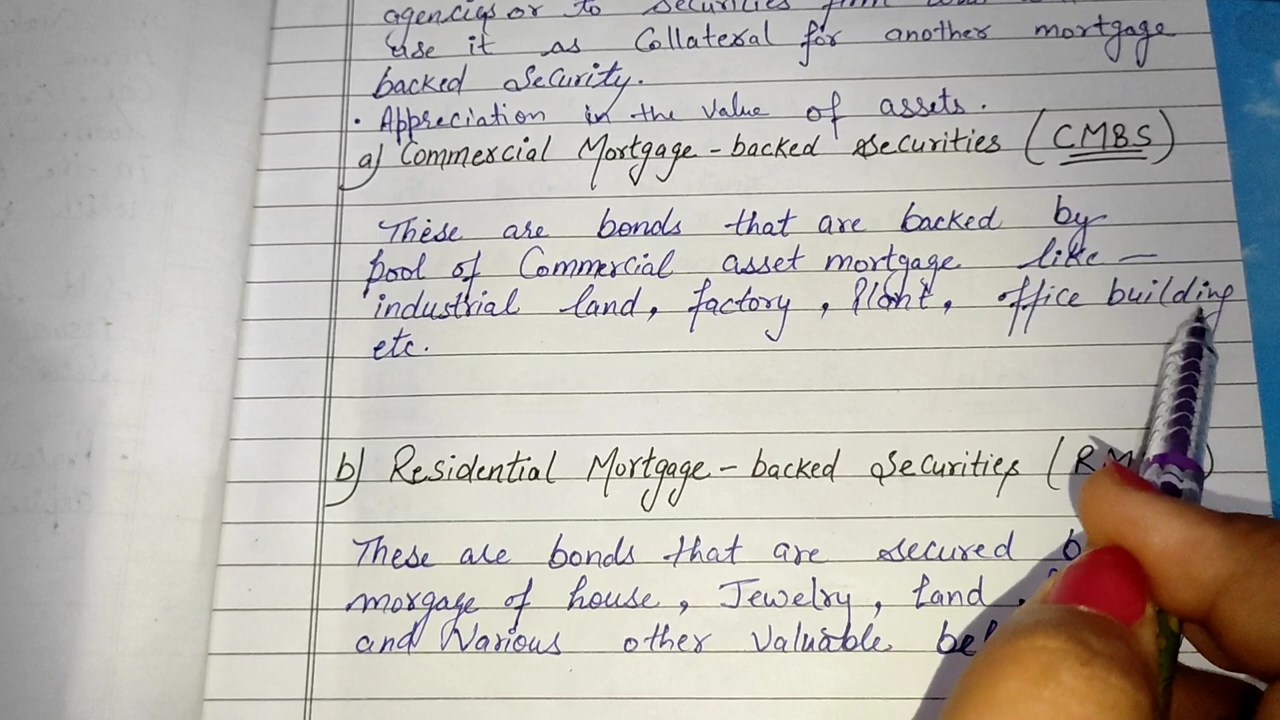 agencies or to securities
use it as Collateral for another mortgage
backed security.
• Appreciation in the value of assets.
a) Commercial Mortgage-backed securities (CMBS)
These are bonds that are backed by
pool of Commercial asset mortgage like –
industrial land, factory, Plant, office building
etc.
b) Residential Mortgage-backed securities (RM
These are bonds that are secured b
morgage of house, Jewelry, land
and various other valuable bel